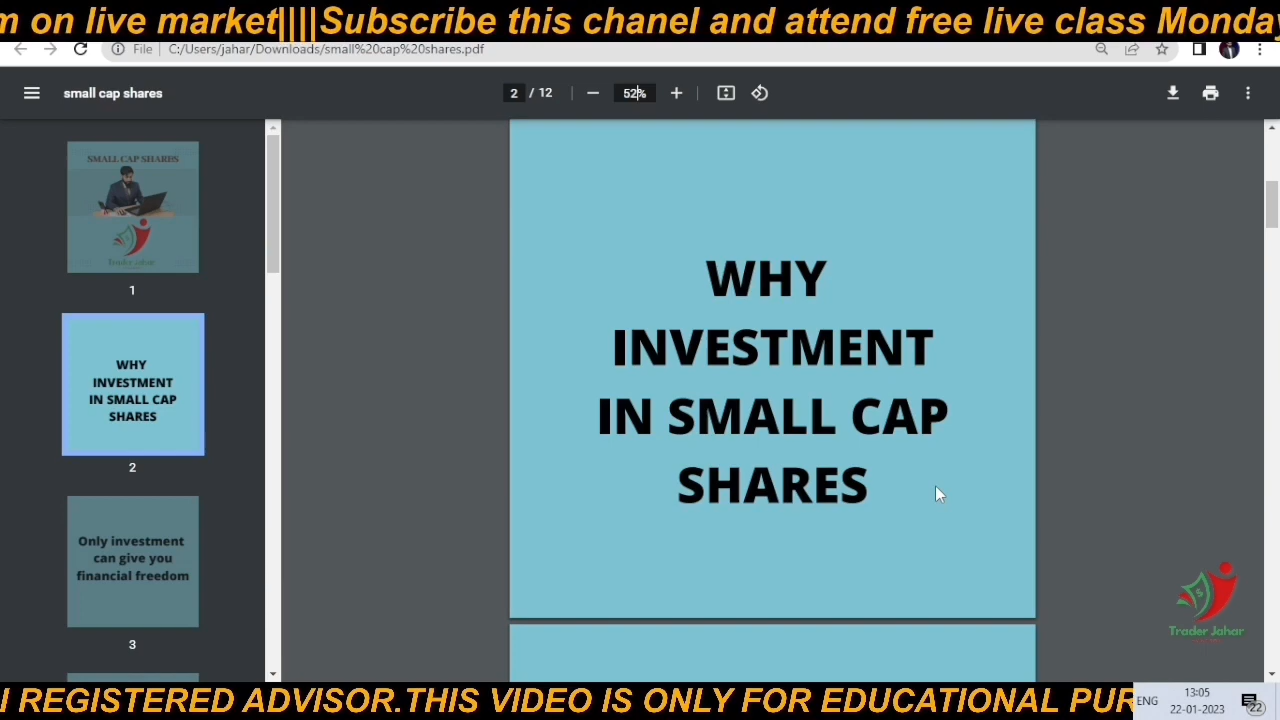 m on live market||||Subscribe this chanel and attend free live class Monday
File C:/Users/jahar/Downloads/small%20cap%20shares.pdf
small cap shares 2 / 12 52%
SMALL CAP SHARES
Trader Jahar
1
WHY
INVESTMENT
IN SMALL CAP
SHARES
2
Only investment
can give you
financial freedom
3
WHY
INVESTMENT
IN SMALL CAP
SHARES
$
Trader Jahar
REGISTERED ADVISOR.THIS VIDEO IS ONLY FOR EDUCATIONAL PUR
ENG
13:05
22-01-2023
22